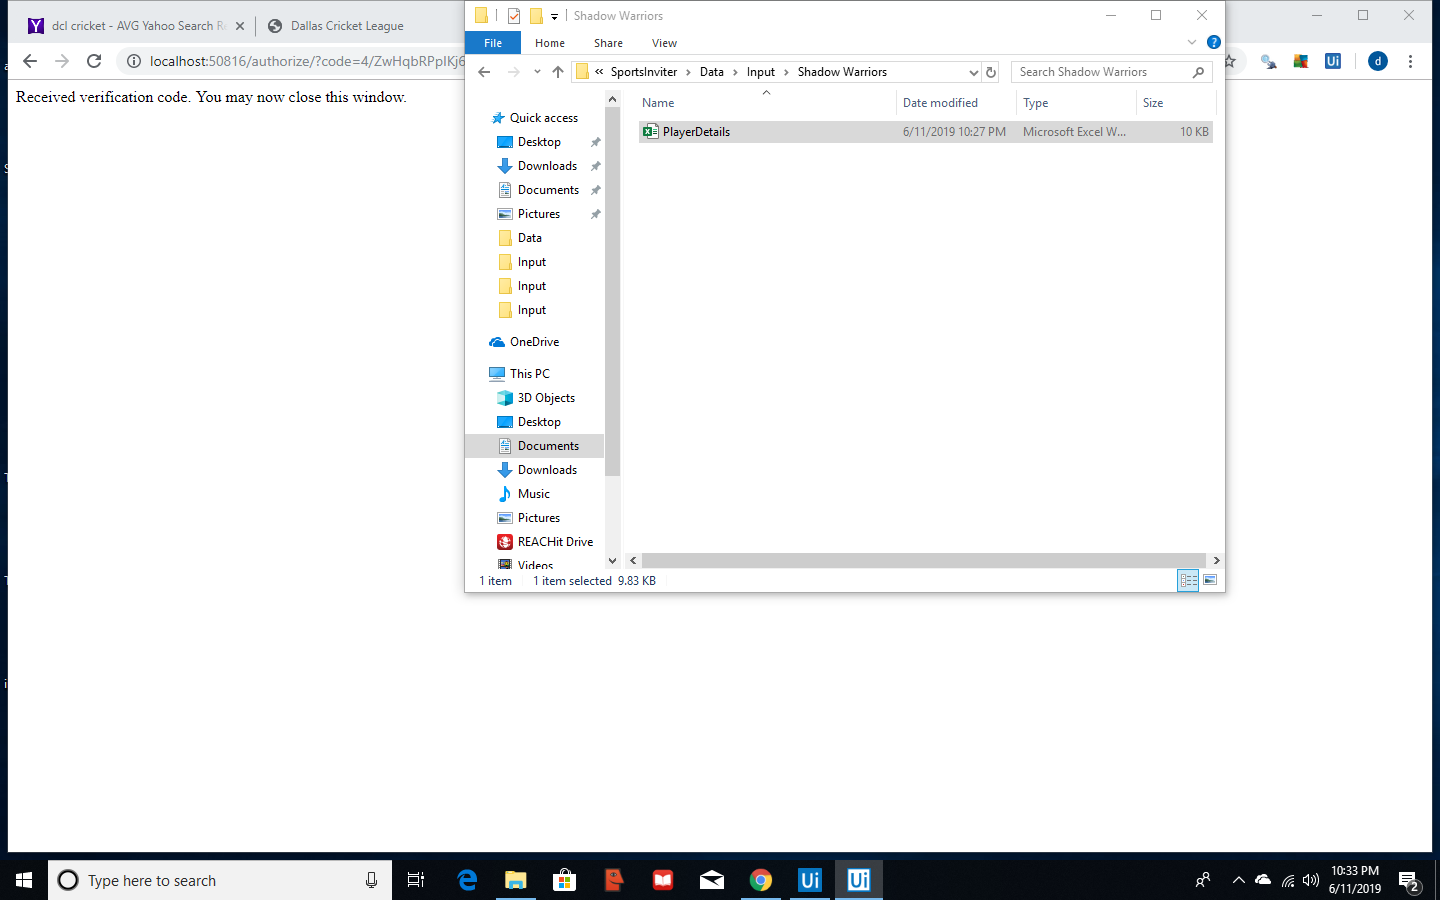 dcl cricket - AVG Yahoo Search Re
Dallas Cricket League
localhost:50816/authorize/?code=4/ZwHqbRPpIKj6
d
Received verification code. You may now close this window.
Shadow Warriors
File Home Share View
« SportsInviter > Data > Input > Shadow Warriors
Search Shadow Warriors
Name Date modified Type Size
PlayerDetails 6/11/2019 10:27 PM Microsoft Excel W... 10 KB
Quick access
Desktop
Downloads
Documents
Pictures
Data
Input
Input
Input
OneDrive
This PC
3D Objects
Desktop
Documents
Downloads
Music
Pictures
REACHit Drive
Videos
1 item 1 item selected 9.83 KB
Type here to search
Ui
Ui
10:33 PM
6/11/2019
2